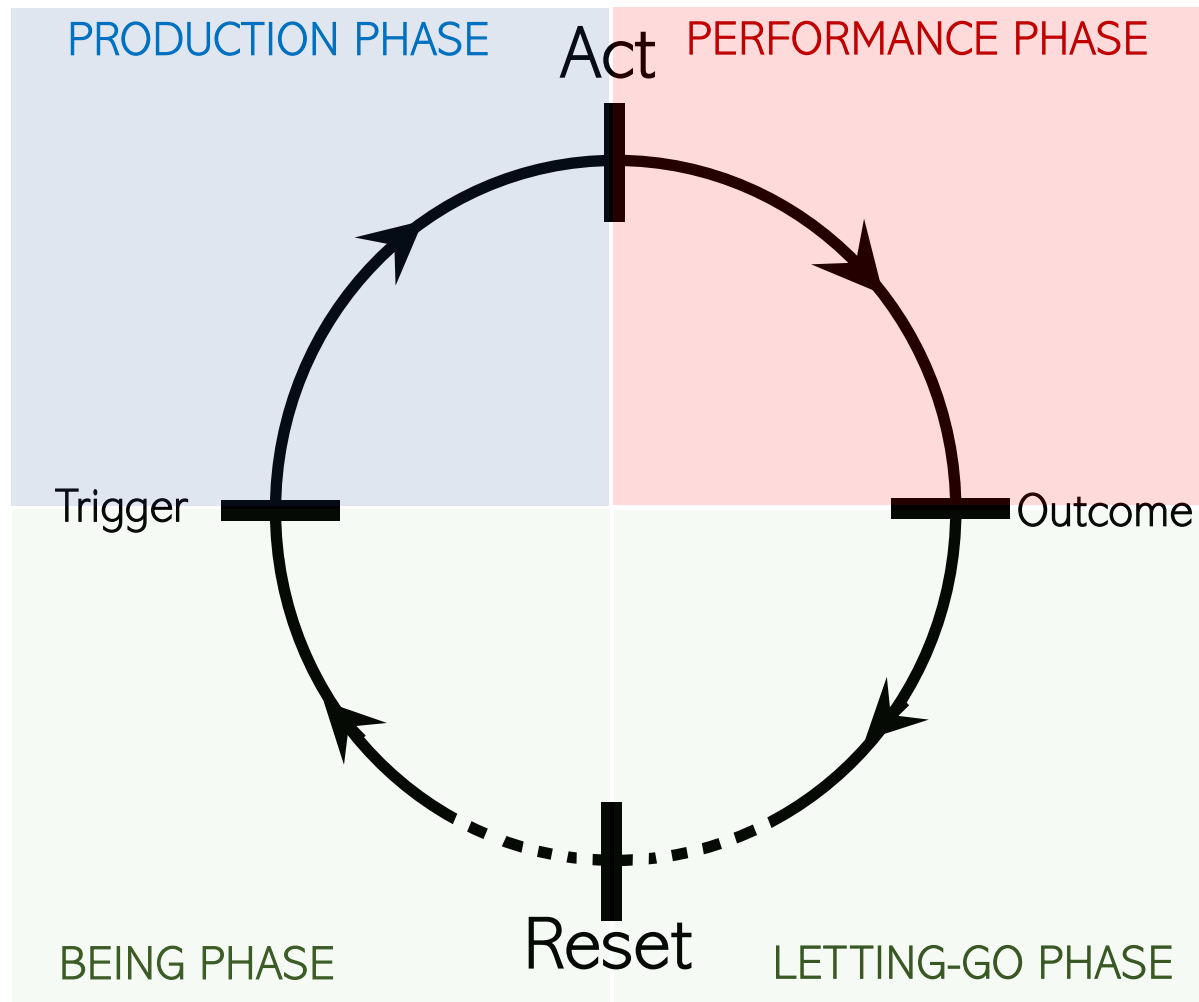 PRODUCTION PHASE
Act
PERFORMANCE PHASE
Trigger
Outcome
Reset
BEING PHASE
LETTING-GO PHASE